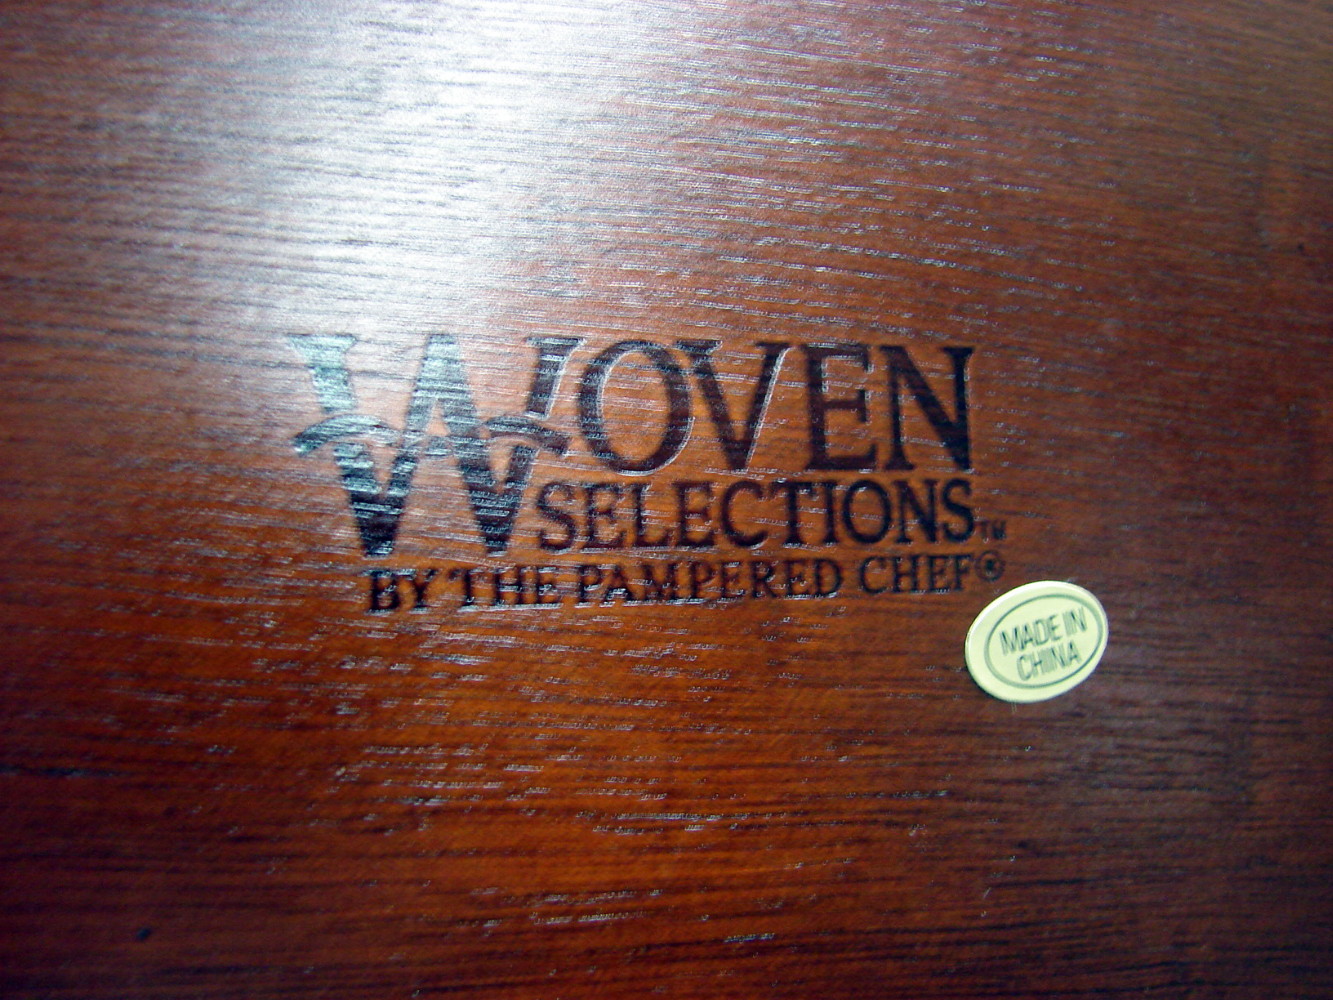 WOVEN
SELECTIONS™
BY THE PAMPERED CHEF®
MADE IN
CHINA